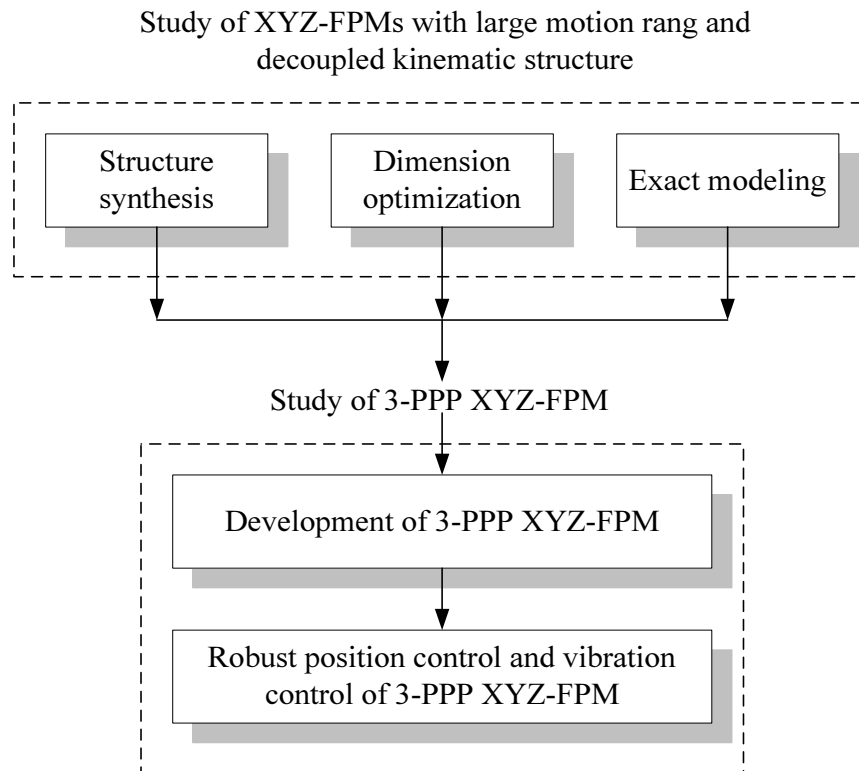 Study of XYZ-FPMs with large motion rang and
decoupled kinematic structure
Structure
synthesis
Dimension
optimization
Exact modeling
Study of 3-PPP XYZ-FPM
Development of 3-PPP XYZ-FPM
Robust position control and vibration
control of 3-PPP XYZ-FPM